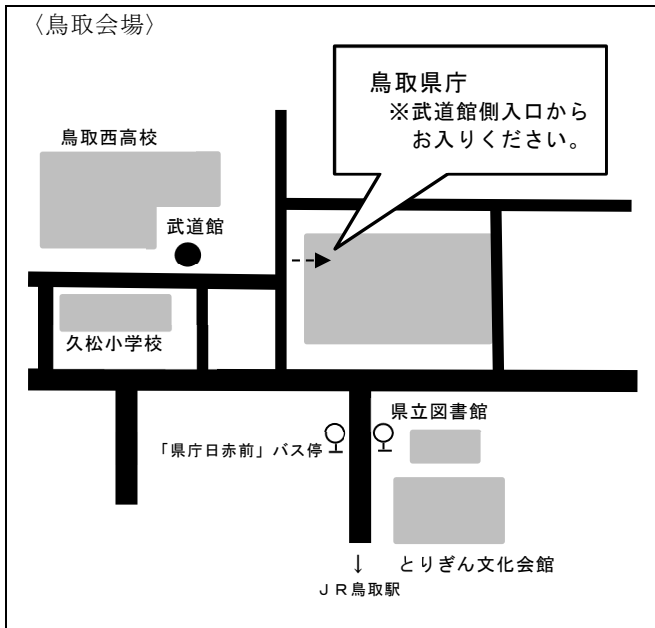 〈鳥取会場〉
鳥取県庁
※武道館側入口から
お入りください。
鳥取西高校
武道館
久松小学校
県立図書館
「県庁日赤前」バス停
とりぎん文化会館
↓
ＪＲ鳥取駅